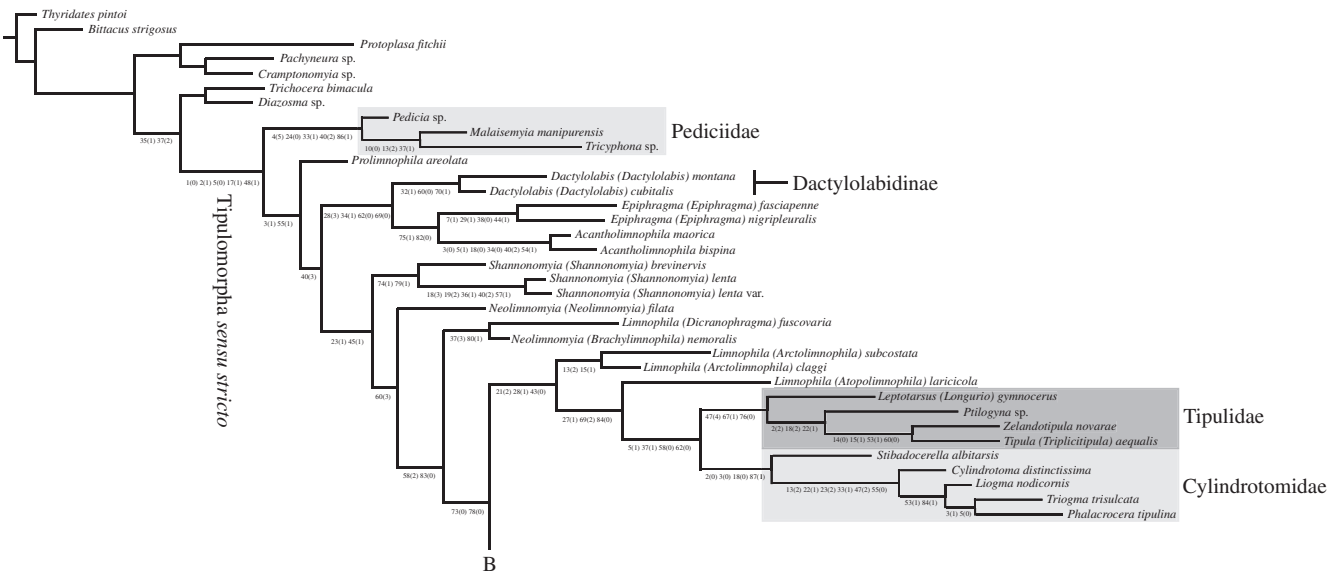 Thyridates pintoi
Bittacus strigosus
Protoplasa fitchii
Pachyneura sp.
Cramptonomyia sp.
Trichocera bimacula
Diazosma sp.
35(1) 37(2)
Pedicia sp.
4(5) 24(0) 33(1) 40(2) 86(1)
Malaisemyia manipurensis
Pediciidae
10(0) 13(2) 37(1)
Tricyphona sp.
Prolimnophila areolata
1(0) 2(1) 5(0) 17(1) 48(1)
Tipulomorpha sensu stricto
Dactylolabis (Dactylolabis) montana
Dactylolabidinae
32(1) 60(0) 70(1)
Dactylolabis (Dactylolabis) cubitalis
Epiphragma (Epiphragma) fasciapenne
28(3) 34(1) 62(0) 69(0)
7(1) 29(1) 38(0) 44(1)
Epiphragma (Epiphragma) nigripleuralis
3(1) 55(1)
Acantholimnophila maorica
75(1) 82(0)
3(0) 5(1) 18(0) 34(0) 40(2) 54(1)
Acantholimnophila bispina
Shannonomyia (Shannonomyia) brevinervis
40(3)
74(1) 79(1)
Shannonomyia (Shannonomyia) lenta
18(3) 19(2) 36(1) 40(2) 57(1)
Shannonomyia (Shannonomyia) lenta var.
Neolimnomyia (Neolimnomyia) filata
Limnophila (Dicranophragma) fuscovaria
23(1) 45(1)
37(3) 80(1)
Neolimnomyia (Brachylimnophila) nemoralis
Limnophila (Arctolimnophila) subcostata
13(2) 15(1)
Limnophila (Arctolimnophila) claggi
Limnophila (Atopolimnophila) laricicola
21(2) 28(1) 43(0)
60(3)
Leptotarsus (Longurio) gymnocerus
47(4) 67(1) 76(0)
Ptilogyna sp.
Tipulidae
27(1) 69(2) 84(0)
2(2) 18(2) 22(1)
Zelandotipula novarae
14(0) 15(1) 53(1) 60(0)
Tipula (Triplicitipula) aequalis
5(1) 37(1) 58(0) 62(0)
Stibadocerella albitarsis
58(2) 83(0)
2(0) 3(0) 18(0) 87(1)
Cylindrotoma distinctissima
13(2) 22(1) 23(2) 33(1) 47(2) 55(0)
Liogma nodicornis
Cylindrotomidae
53(1) 84(1)
Triogma trisulcata
73(0) 78(0)
3(1) 5(0)
Phalacrocera tipulina
B